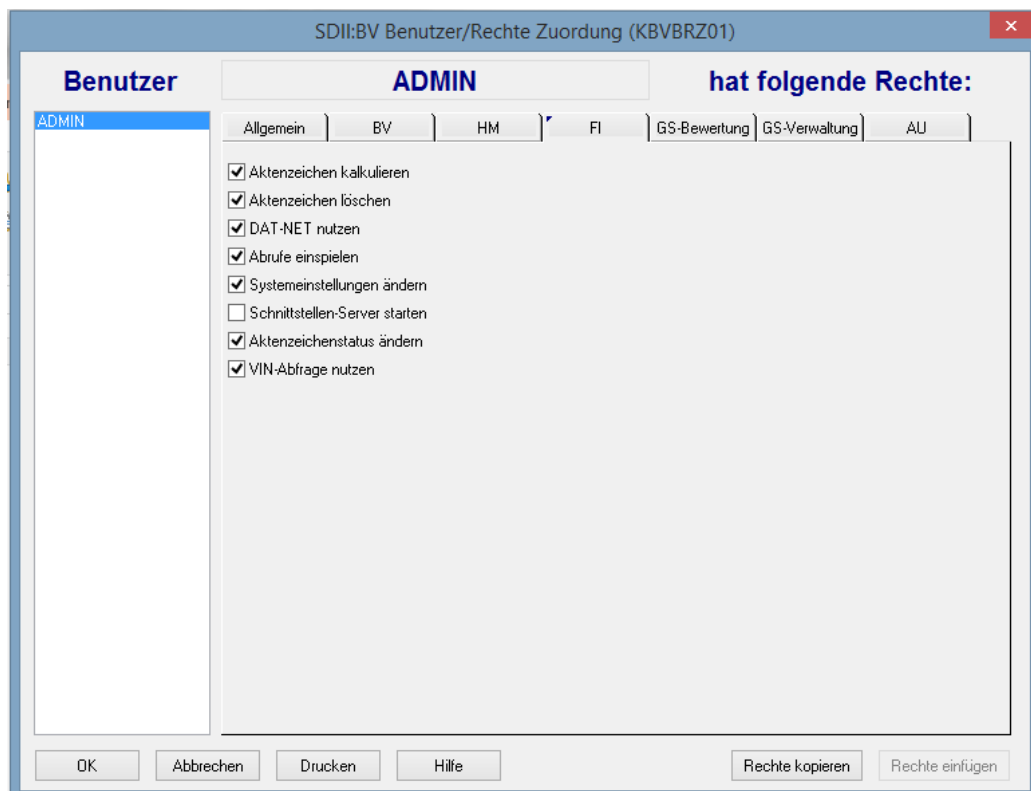 SDII:BV Benutzer/Rechte Zuordung (KBVBRZ01)
Benutzer ADMIN hat folgende Rechte:
ADMIN
Allgemein BV HM FI GS-Bewertung GS-Verwaltung AU
Aktenzeichen kalkulieren
Aktenzeichen löschen
DAT-NET nutzen
Abrufe einspielen
Systemeinstellungen ändern
Schnittstellen-Server starten
Aktenzeichenstatus ändern
VIN-Abfrage nutzen
OK Abbrechen Drucken Hilfe Rechte kopieren Rechte einfügen